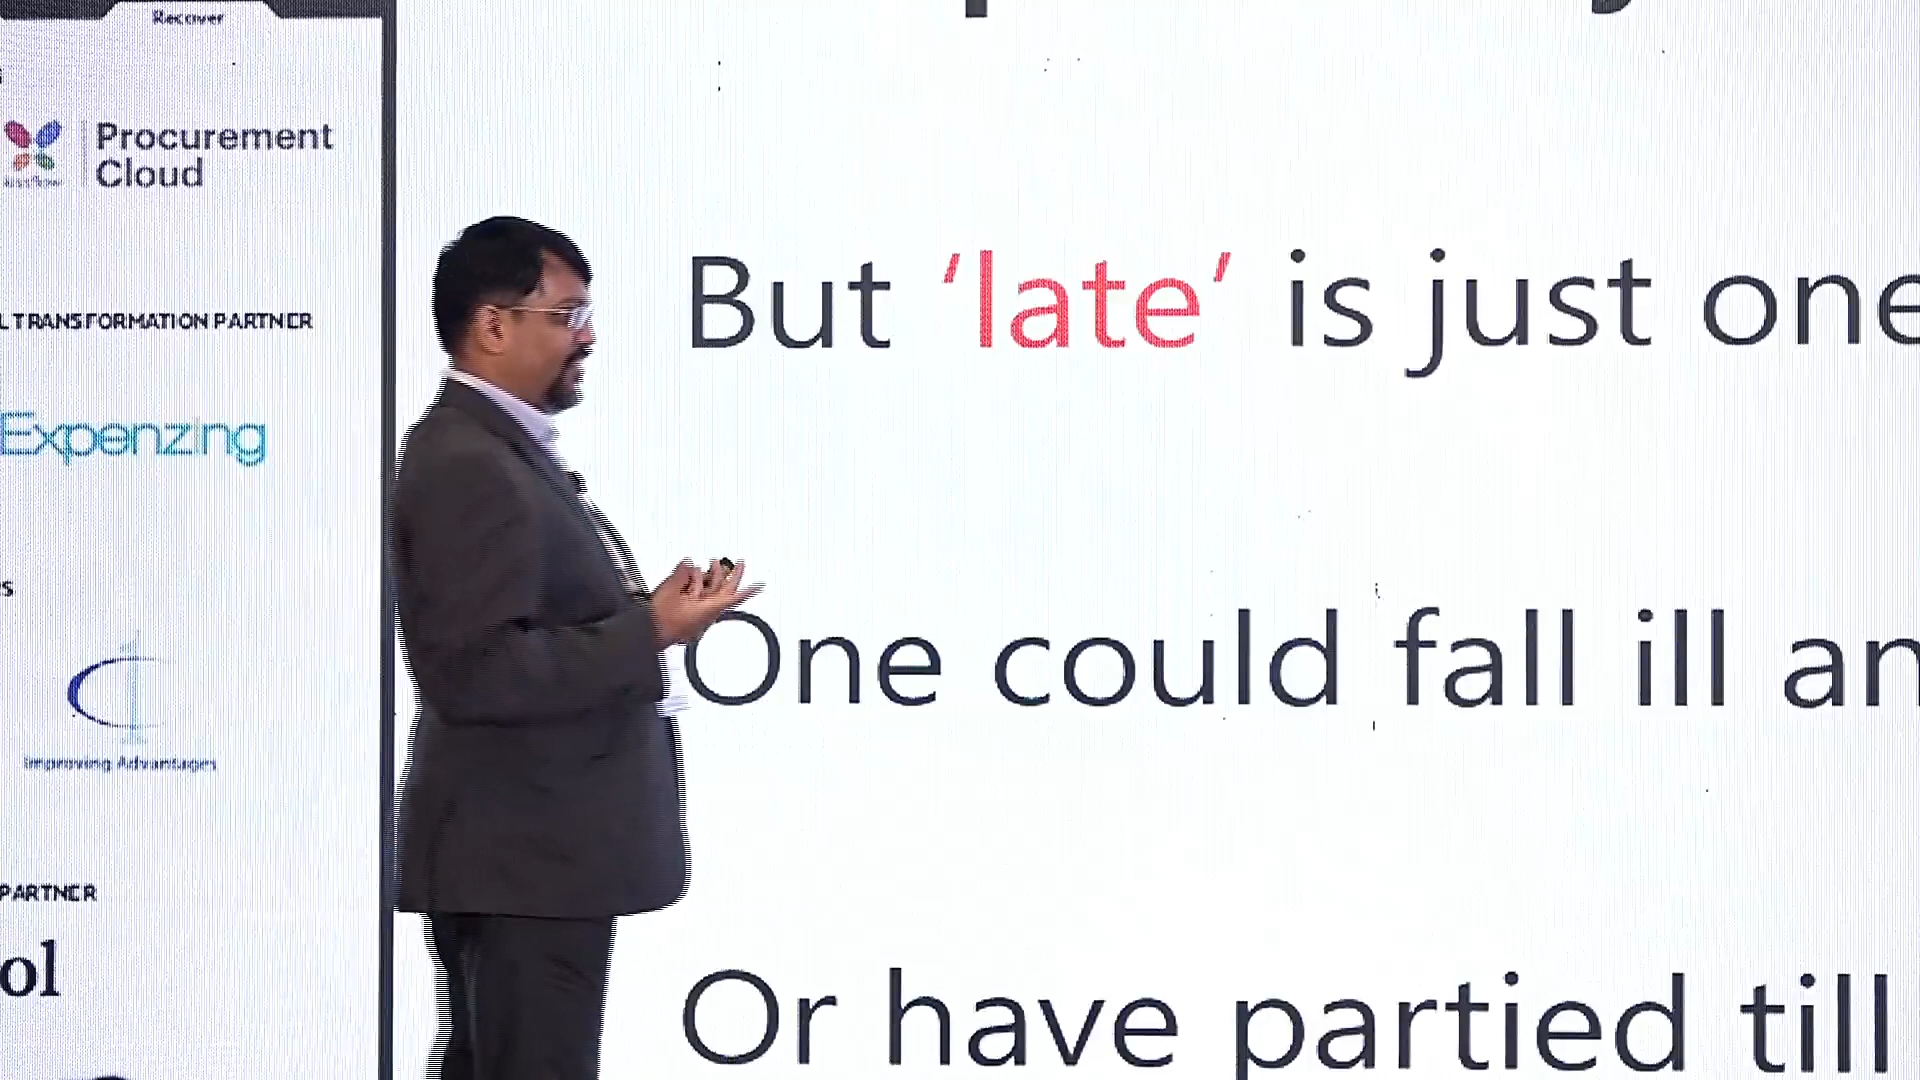 Recover
Procurement
Cloud
L TRANSFORMATION PARTNER
Expenzing
s
Improving Advantages
PARTNER
ol
But ‘late’ is just one
One could fall ill an
Or have partied till